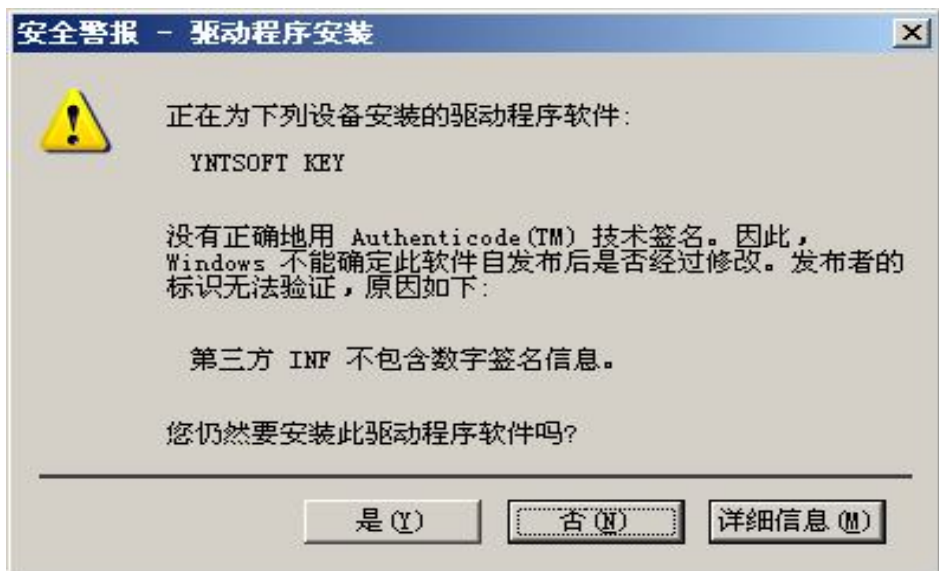 安全警报 - 驱动程序安装
正在为下列设备安装的驱动程序软件:
YNTSOFT KEY
没有正确地用 Authenticode(TM) 技术签名。因此，
Windows 不能确定此软件自发布后是否经过修改。发布者的
标识无法验证，原因如下:
第三方 INF 不包含数字签名信息。
您仍然要安装此驱动程序软件吗?
是(Y)
否(N)
详细信息(M)